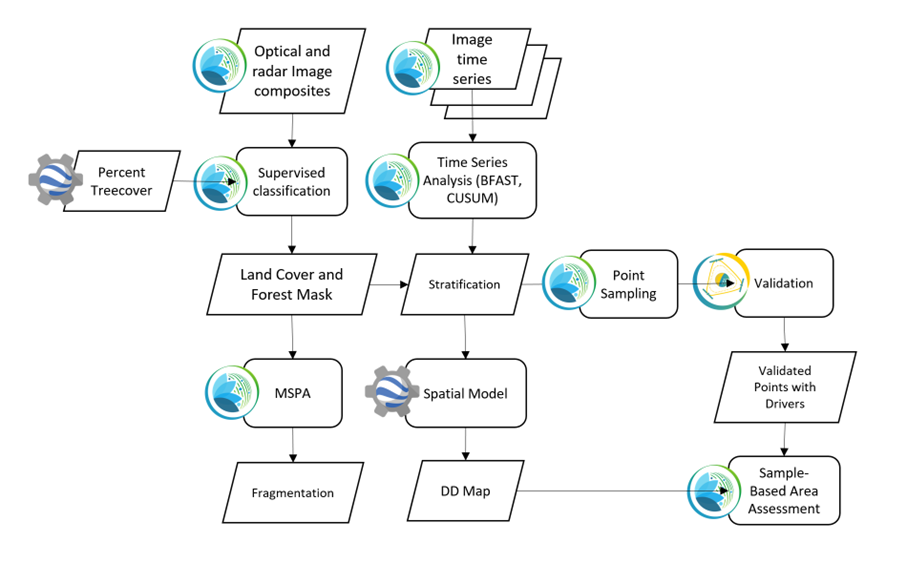 Optical and
radar Image
composites
Image
time
series
Percent
Treecover
Supervised
classification
Time Series
Analysis (BFAST,
CUSUM)
Land Cover and
Forest Mask
Stratification
Point
Sampling
Validation
MSPA
Spatial Model
Validated
Points with
Drivers
Fragmentation
DD Map
Sample-
Based Area
Assessment